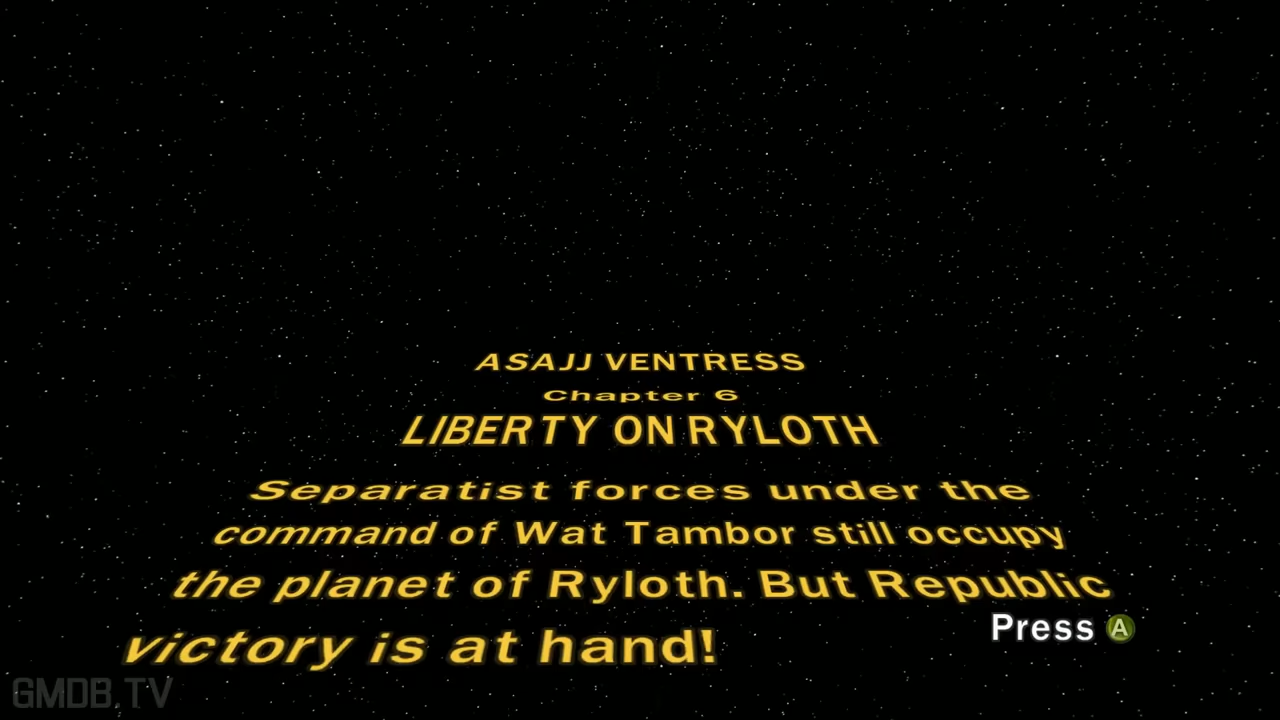 ASAJJ VENTRESS
Chapter 6
LIBERTY ON RYLOTH
Separatist forces under the
command of Wat Tambor still occupy
the planet of Ryloth. But Republic
victory is at hand!
Press A
GMDB.TV